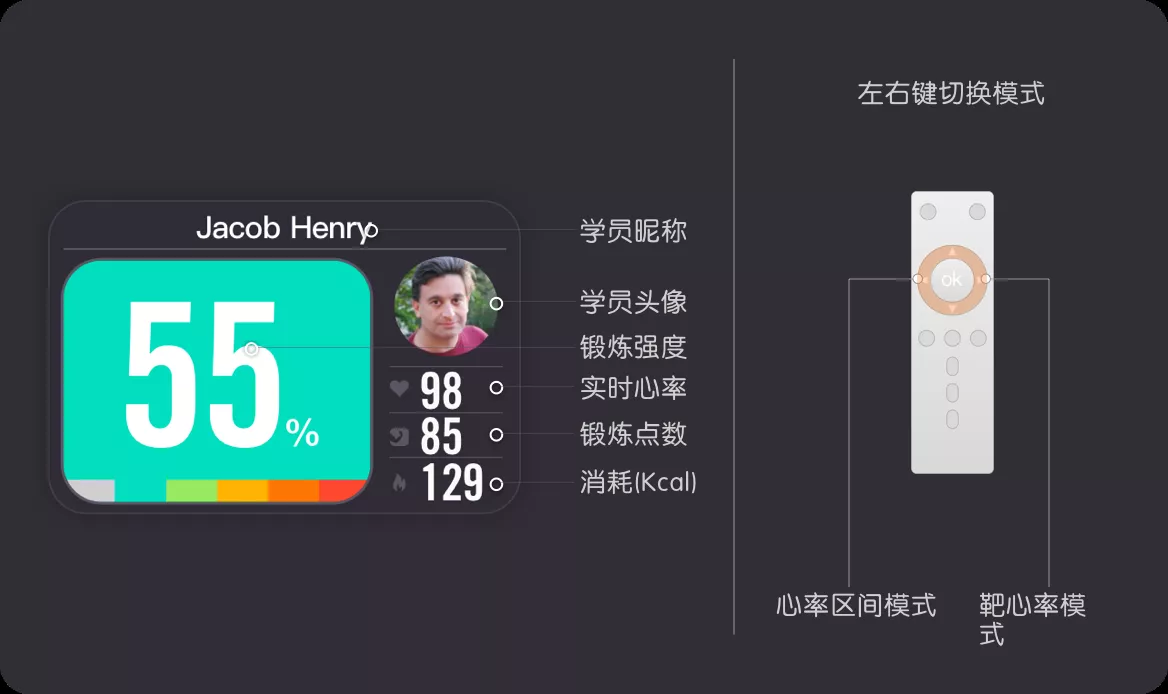 Jacob Henry
55%
98
85
129
学员昵称
学员头像
锻炼强度
实时心率
锻炼点数
消耗(Kcal)
左右键切换模式
ok
心率区间模式
靶心率模
式